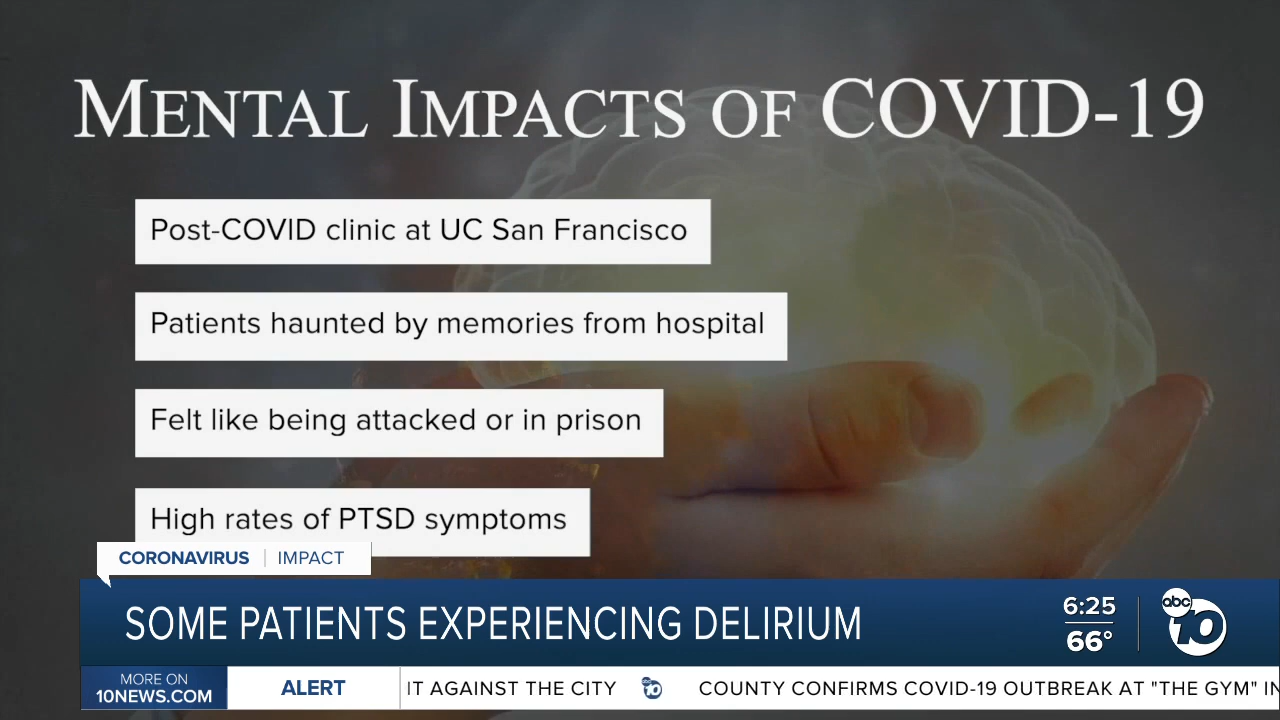 MENTAL IMPACTS OF COVID-19
Post-COVID clinic at UC San Francisco
Patients haunted by memories from hospital
Felt like being attacked or in prison
High rates of PTSD symptoms
CORONAVIRUS | IMPACT
SOME PATIENTS EXPERIENCING DELIRIUM
6:25
66°
abc
10
MORE ON
10NEWS.COM
ALERT
IT AGAINST THE CITY abc 10 COUNTY CONFIRMS COVID-19 OUTBREAK AT "THE GYM" IN